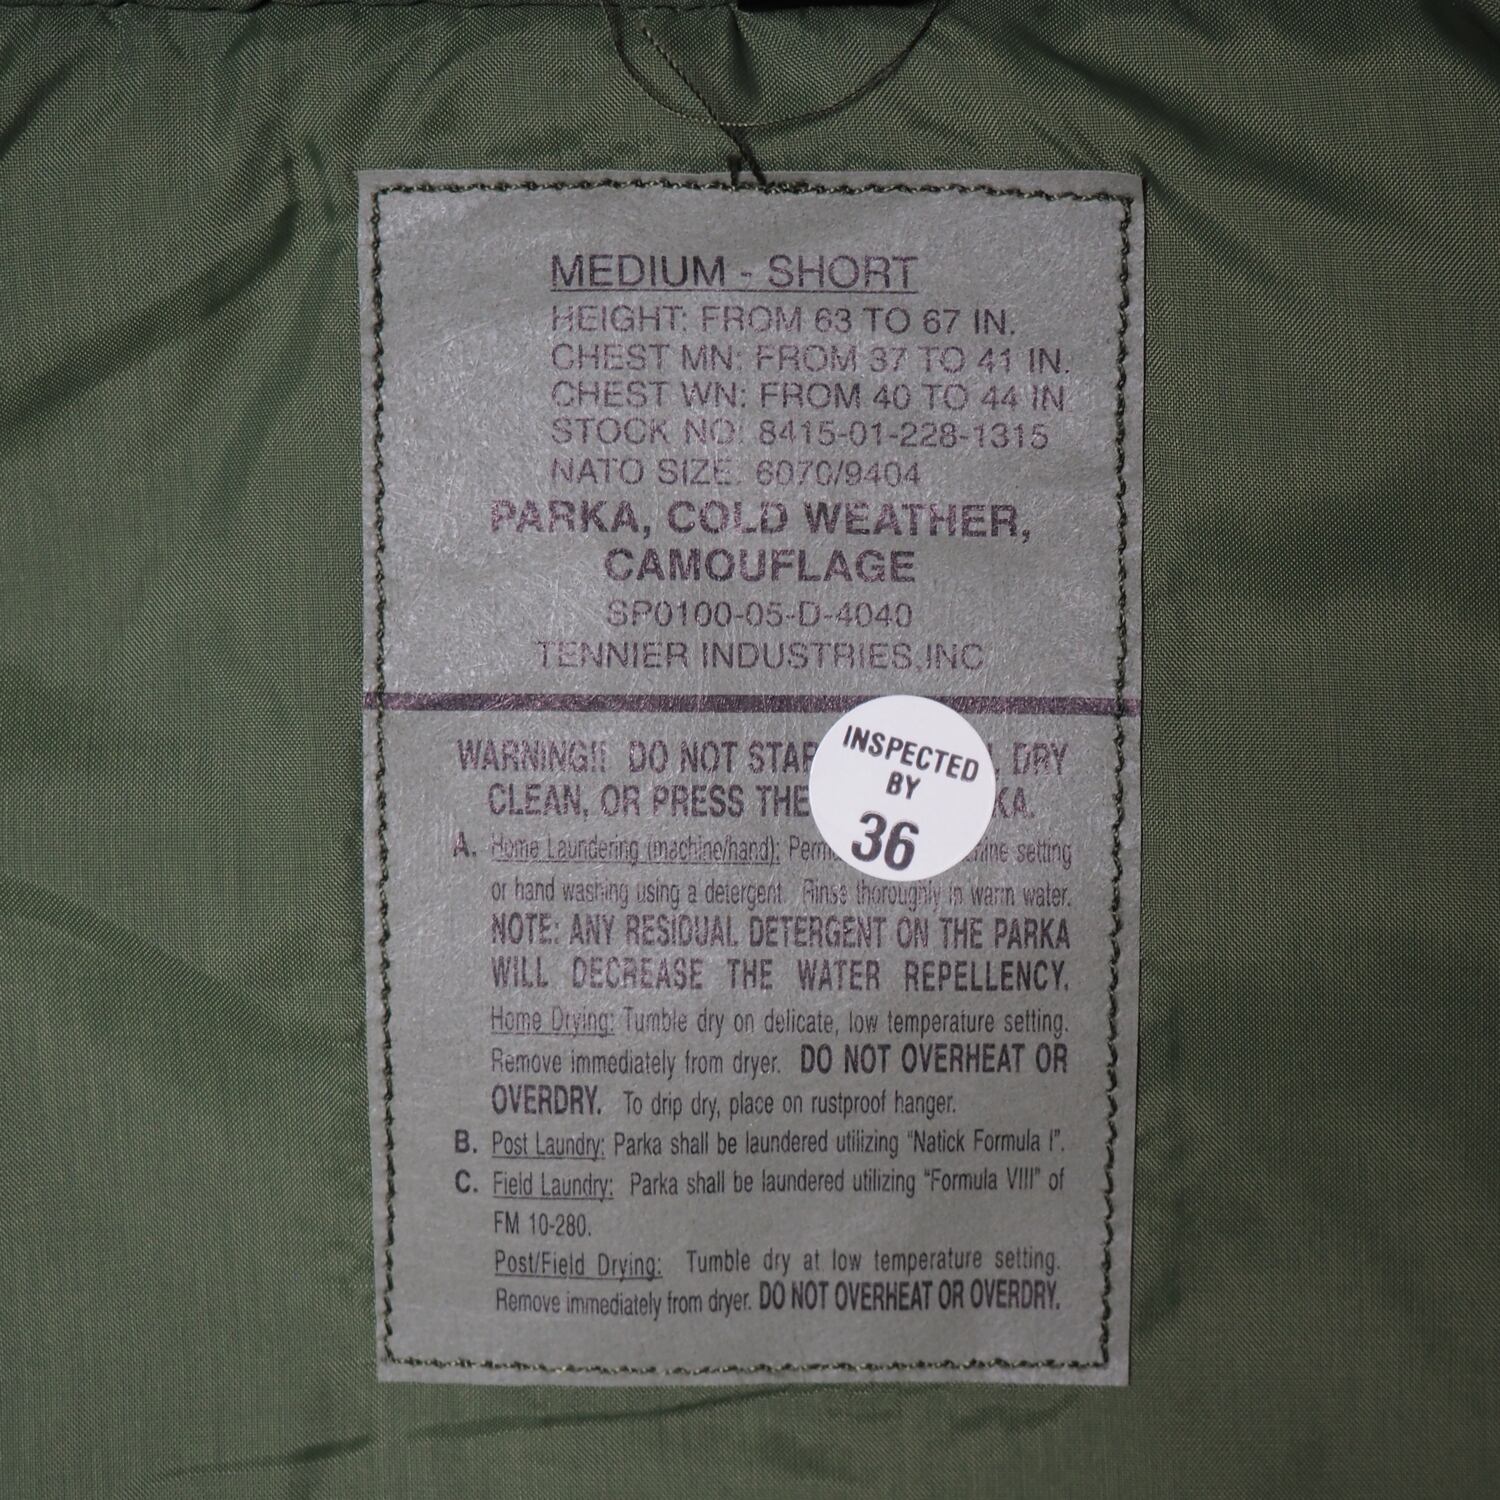 MEDIUM - SHORT
HEIGHT: FROM 63 TO 67 IN.
CHEST MN: FROM 37 TO 41 IN.
CHEST WN: FROM 40 TO 44 IN
STOCK NO: 8415-01-228-1315
NATO SIZE: 6070/9404
PARKA, COLD WEATHER,
CAMOUFLAGE
SP0100-05-D-4040
TENNIER INDUSTRIES,INC
WARNING!! DO NOT DRY
CLEAN, OR PRESS THE
INSPECTED
BY
36
A. Home Laundering (machine/hand): setting
or hand washing using a detergent. Rinse thoroughly in warm water.
NOTE: ANY RESIDUAL DETERGENT ON THE PARKA
WILL DECREASE THE WATER REPELLENCY.
Home Drying: Tumble dry on delicate, low temperature setting.
Remove immediately from dryer. DO NOT OVERHEAT OR
OVERDRY. To drip dry, place on rustproof hanger.
B. Post Laundry: Parka shall be laundered utilizing "Natick Formula I".
C. Field Laundry: Parka shall be laundered utilizing "Formula VIII" of
FM 10-280.
Post/Field Drying: Tumble dry at low temperature setting.
Remove immediately from dryer. DO NOT OVERHEAT OR OVERDRY.